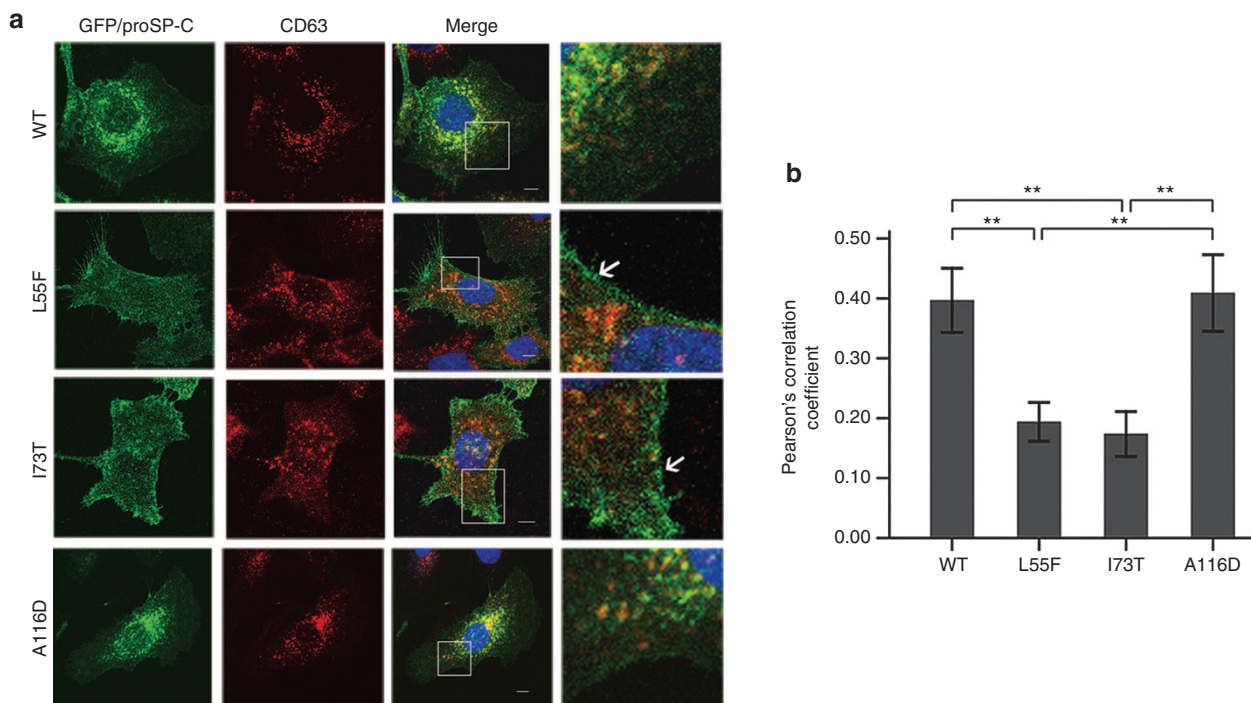 a
GFP/proSP-C
CD63
Merge
WT
L55F
I73T
A116D
b
**
**
**
**
Pearson's correlation
coefficient
0.50
0.40
0.30
0.20
0.10
0.00
WT
L55F
I73T
A116D